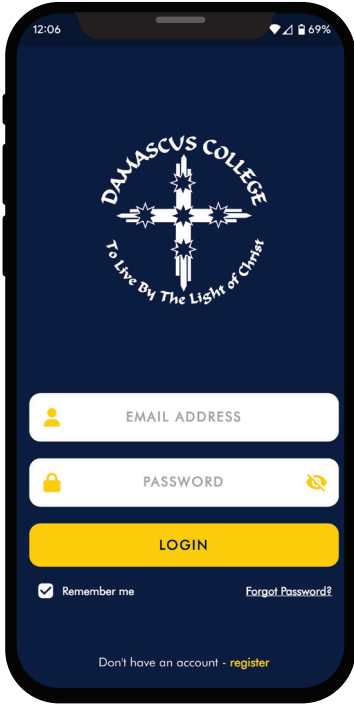 12:06
69%
DAMASCUS COLLEGE
To Live By The Light of Christ
EMAIL ADDRESS
PASSWORD
LOGIN
Remember me
Forgot Password?
Don't have an account - register